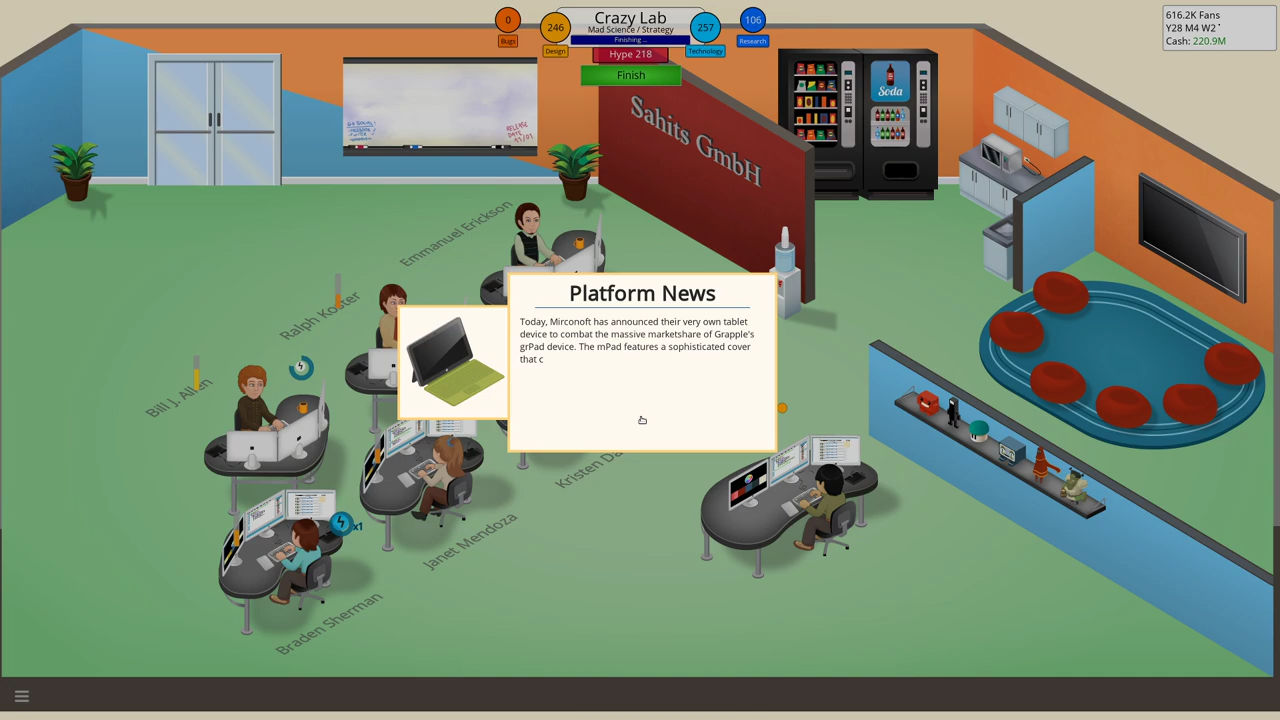 0
Bugs
246
Design
Crazy Lab
Mad Science / Strategy
Finishing ...
Hype 218
Finish
257
Technology
106
Research
616.2K Fans
Y28 M4 W2
Cash: 220.9M
RELEASE
DATE
Sahits GmbH
Soda
Emmanuel Erickson
Ralph
Bill J. Allen
Platform News
Today, Mirconoft has announced their very own tablet
device to combat the massive marketshare of Grapple's
grPad device. The mPad features a sophisticated cover
that c
Kristen
x1
Janet Mendoza
Braden Sherman